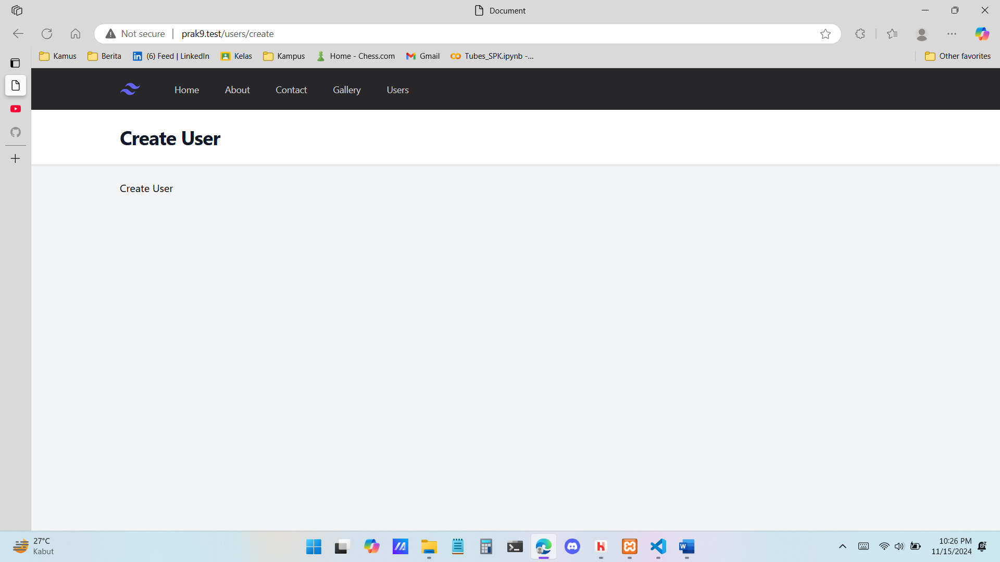 Document
Not secure
prak9.test/users/create
Kamus
Berita
(6) Feed | LinkedIn
Kelas
Kampus
Home - Chess.com
Gmail
Tubes_SPK.ipynb -...
Other favorites
Home
About
Contact
Gallery
Users
Create User
Create User
27°C
Kabut
10:26 PM
11/15/2024